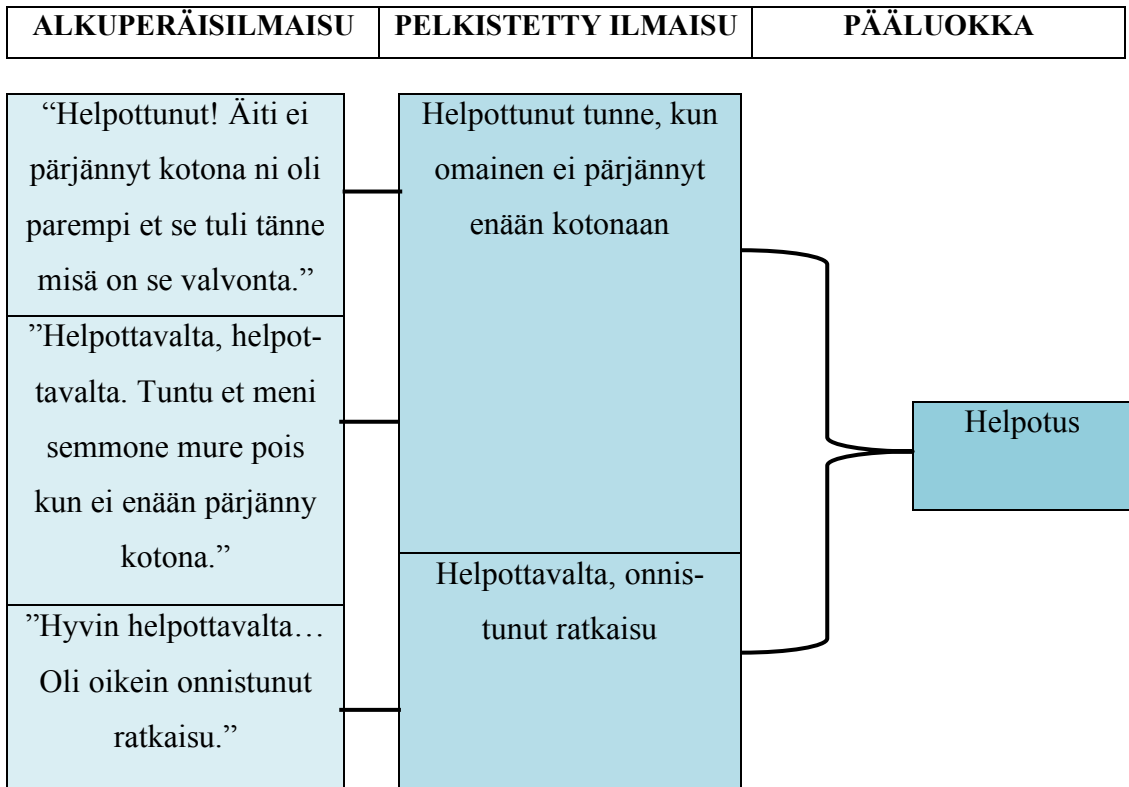 ALKUPERÄISILMAISU PELKISTETTY ILMAISU PÄÄLUOKKA
“Helpottunut! Äiti ei
pärjännyt kotona ni oli
parempi et se tuli tänne
misä on se valvonta.”
”Helpottavalta, helpot-
tavalta. Tuntu et meni
semmone mure pois
kun ei enään pärjänny
kotona.”
”Hyvin helpottavalta…
Oli oikein onnistunut
ratkaisu.”
Helpottunut tunne, kun
omainen ei pärjännyt
enään kotonaan
Helpottavalta, onnis-
tunut ratkaisu
Helpotus